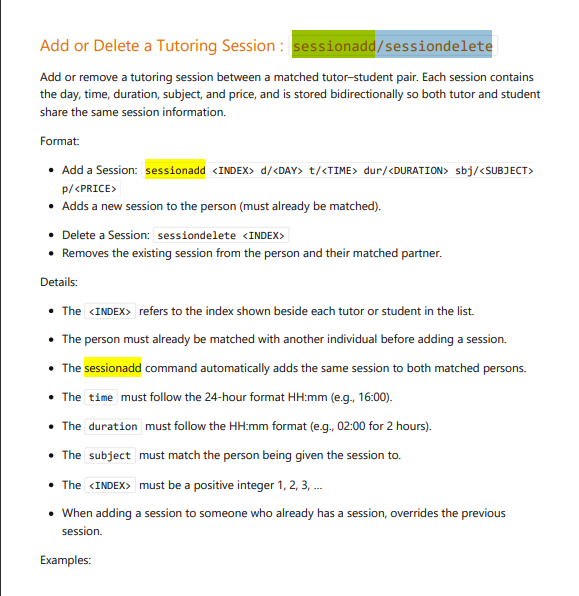 Add or Delete a Tutoring Session : sessionadd/sessiondelete
Add or remove a tutoring session between a matched tutor–student pair. Each session contains
the day, time, duration, subject, and price, and is stored bidirectionally so both tutor and student
share the same session information.
Format:
• Add a Session: sessionadd <INDEX> d/<DAY> t/<TIME> dur/<DURATION> sbj/<SUBJECT>
p/<PRICE>
• Adds a new session to the person (must already be matched).
• Delete a Session: sessiondelete <INDEX>
• Removes the existing session from the person and their matched partner.
Details:
• The <INDEX> refers to the index shown beside each tutor or student in the list.
• The person must already be matched with another individual before adding a session.
• The sessionadd command automatically adds the same session to both matched persons.
• The time must follow the 24-hour format HH:mm (e.g., 16:00).
• The duration must follow the HH:mm format (e.g., 02:00 for 2 hours).
• The subject must match the person being given the session to.
• The <INDEX> must be a positive integer 1, 2, 3, …
• When adding a session to someone who already has a session, overrides the previous
session.
Examples: